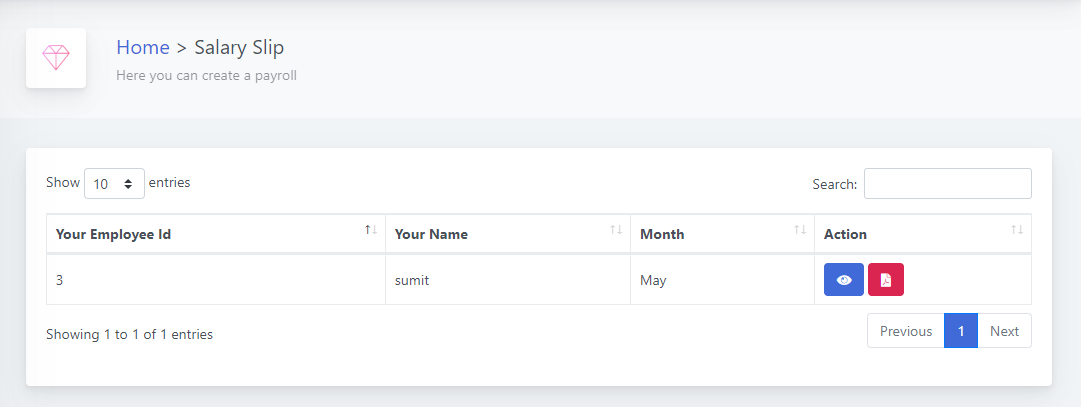 Home > Salary Slip
Here you can create a payroll
Show 10 entries
Search:
Your Employee Id Your Name Month Action
3 sumit May
Showing 1 to 1 of 1 entries
Previous 1 Next